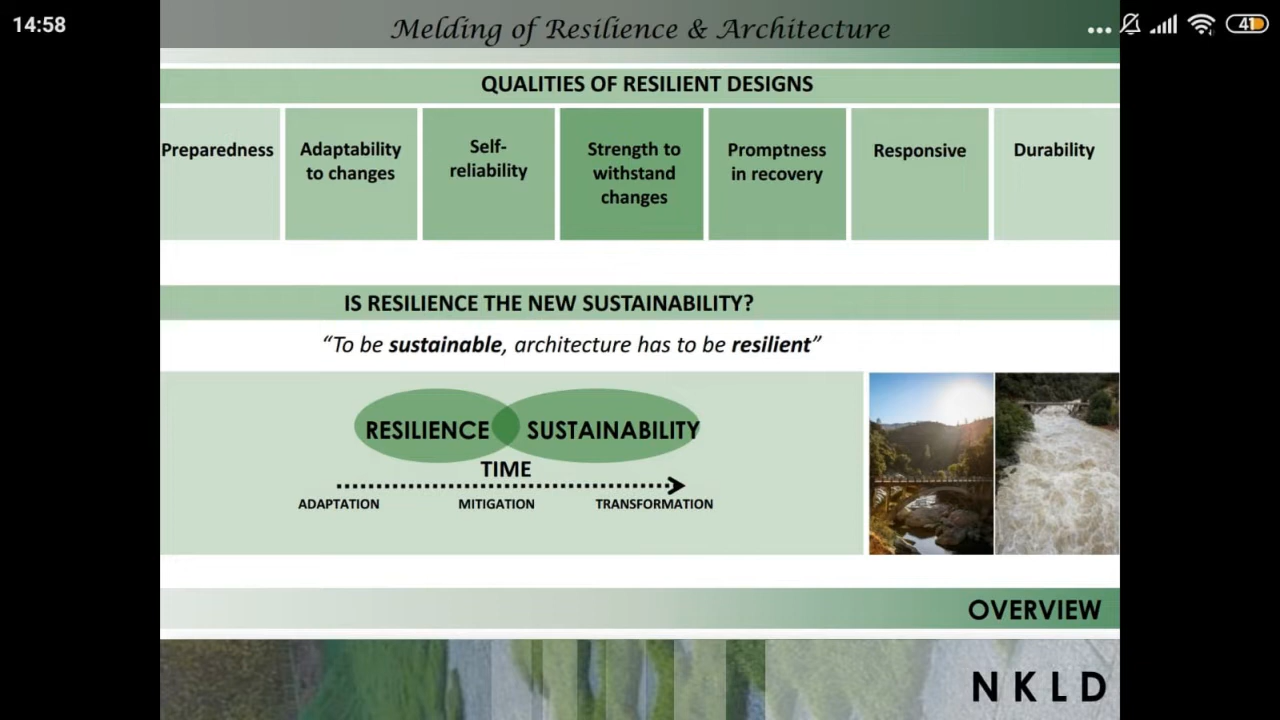 14:58
Melding of Resilience & Architecture
41
QUALITIES OF RESILIENT DESIGNS
Preparedness
Adaptability
to changes
Self-
reliability
Strength to
withstand
changes
Promptness
in recovery
Responsive
Durability
IS RESILIENCE THE NEW SUSTAINABILITY?
“To be sustainable, architecture has to be resilient”
RESILIENCE
SUSTAINABILITY
TIME
ADAPTATION
MITIGATION
TRANSFORMATION
OVERVIEW
NKLD